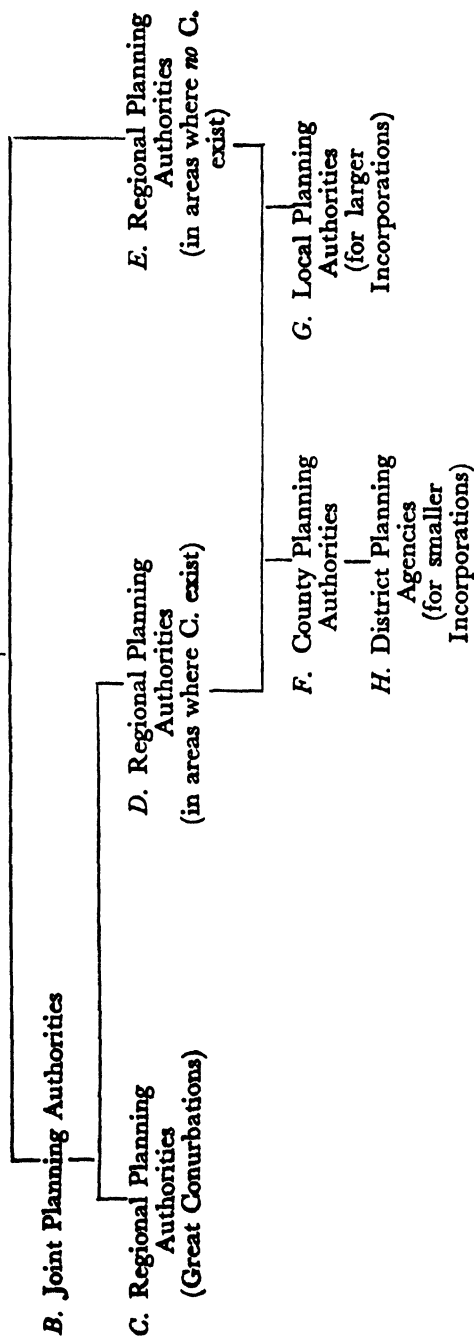 B. Joint Planning Authorities
C. Regional Planning
Authorities
(Great Conurbations)
D. Regional Planning
Authorities
(in areas where C. exist)
E. Regional Planning
Authorities
(in areas where no C.
exist)
F. County Planning
Authorities
G. Local Planning
Authorities
(for larger
Incorporations)
H. District Planning
Agencies
(for smaller
Incorporations)